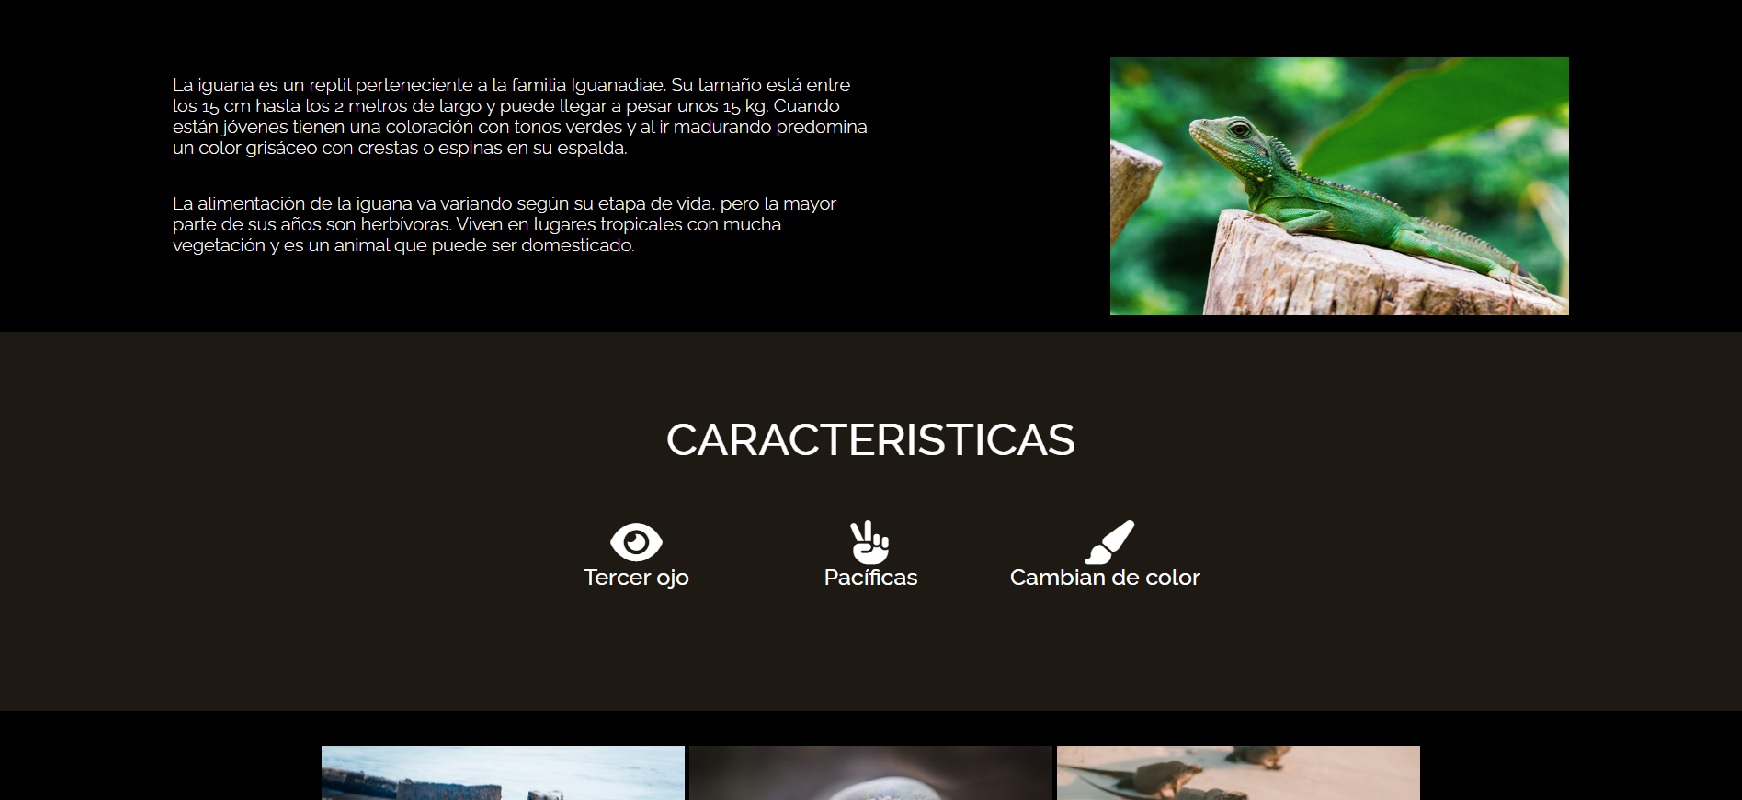 La iguana es un reptil perteneciente a la familia Iguanadiae. Su tamaño está entre
los 15 cm hasta los 2 metros de largo y puede llegar a pesar unos 15 kg. Cuando
están jóvenes tienen una coloración con tonos verdes y al ir madurando predomina
un color grisáceo con crestas o espinas en su espalda.
La alimentación de la iguana va variando según su etapa de vida, pero la mayor
parte de sus años son herbívoras. Viven en lugares tropicales con mucha
vegetación y es un animal que puede ser domesticado.
CARACTERISTICAS
Tercer ojo
Pacíficas
Cambian de color